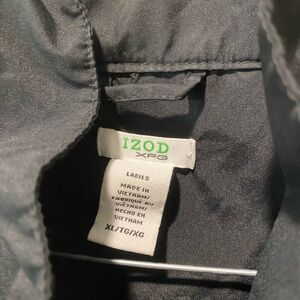 IZOD
XFG
LADIES
MADE IN
VIETNAM/
FABRIQUÉ AU
VIETNAM/
HECHO EN
VIETNAM
XL/TG/XG